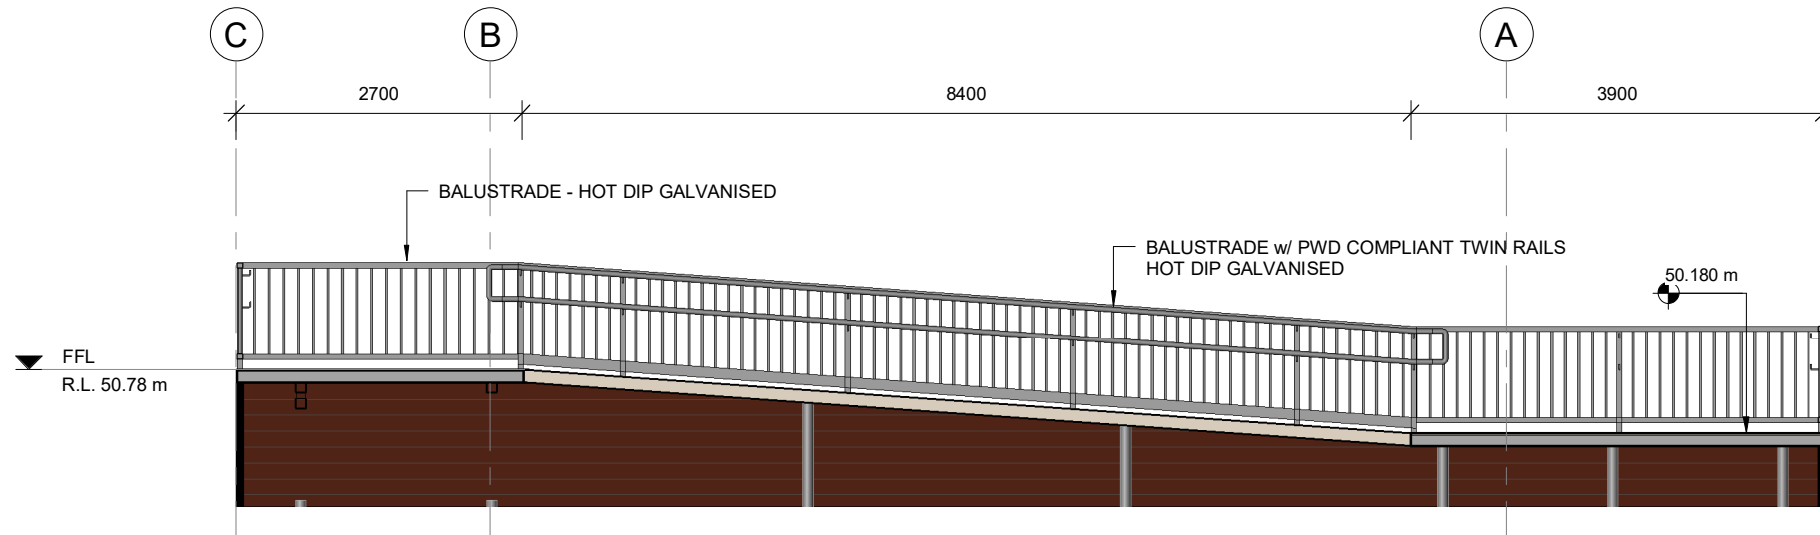 C
B
A
2700
8400
3900
BALUSTRADE - HOT DIP GALVANISED
BALUSTRADE w/ PWD COMPLIANT TWIN RAILS
HOT DIP GALVANISED
50.180 m
FFL
R.L. 50.78 m